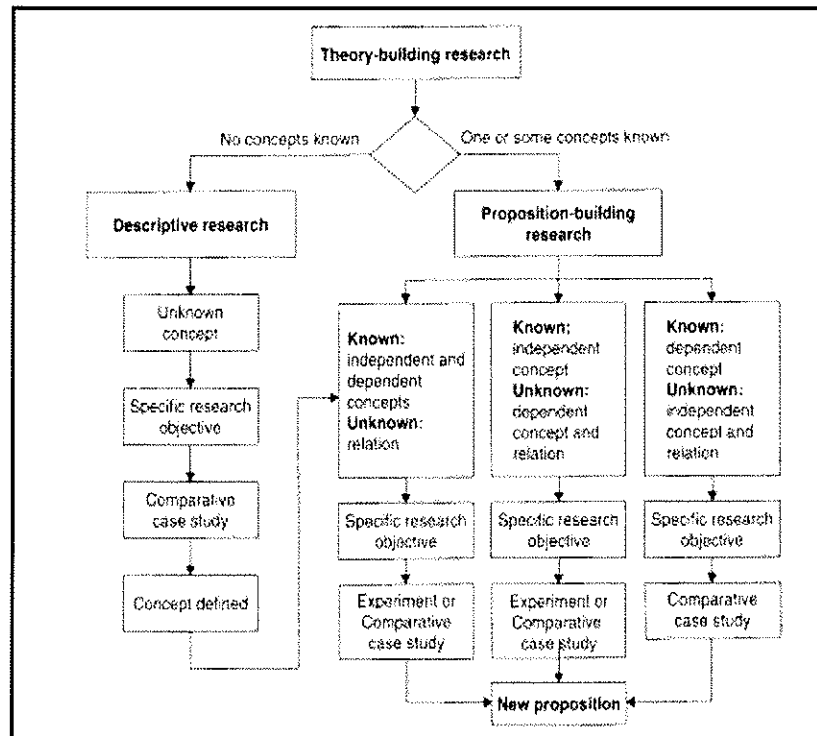 Theory-building research
No concepts known
One or some concepts known
Descriptive research
Proposition-building
research
Unknown
concept
Specific research
objective
Comparative
case study
Concept defined
Known:
independent and
dependent
concepts
Unknown:
relation
Known:
independent
concept
Unknown:
dependent
concept and
relation
Known:
dependent
concept
Unknown:
independent
concept and
relation
Specific research
objective
Specific research
objective
Specific research
objective
Experiment or
Comparative
case study
Experiment or
Comparative
case study
Comparative
case study
New proposition